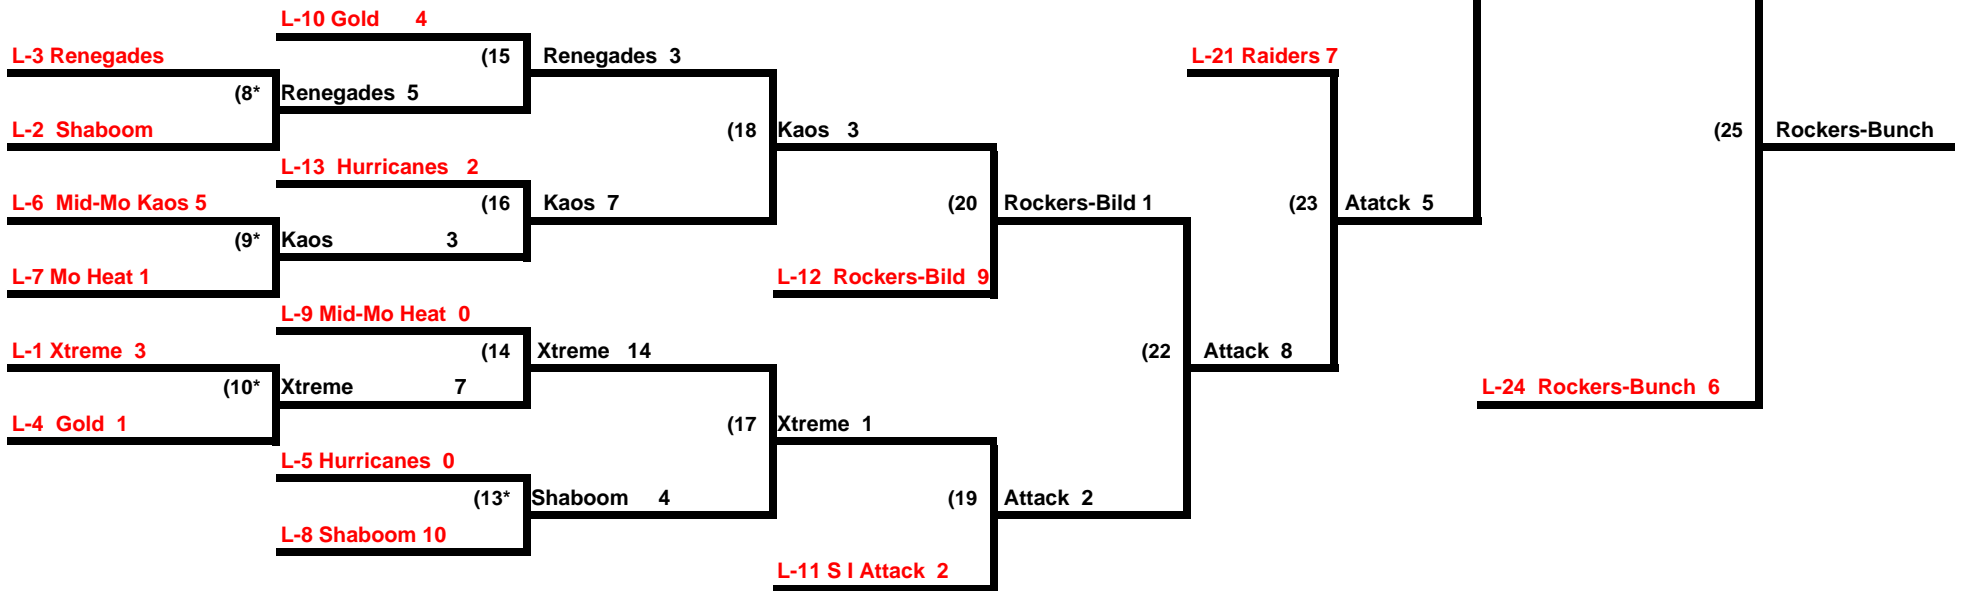 L-10 Gold 4
L-3 Renegades (15 Renegades 3 L-21 Raiders 7
(8* Renegades 5
L-2 Shaboom (18 Kaos 3 (25 Rockers-Bunch
L-13 Hurricanes 2
L-6 Mid-Mo Kaos 5 (16 Kaos 7 (20 Rockers-Bild 1 (23 Atatck 5
(9* Kaos 3
L-7 Mo Heat 1 L-12 Rockers-Bild 9
L-9 Mid-Mo Heat 0
L-1 Xtreme 3 (14 Xtreme 14 (22 Attack 8
(10* Xtreme 7 L-24 Rockers-Bunch 6
L-4 Gold 1 (17 Xtreme 1
L-5 Hurricanes 0
(13* Shaboom 4 (19 Attack 2
L-8 Shaboom 10
L-11 S I Attack 2